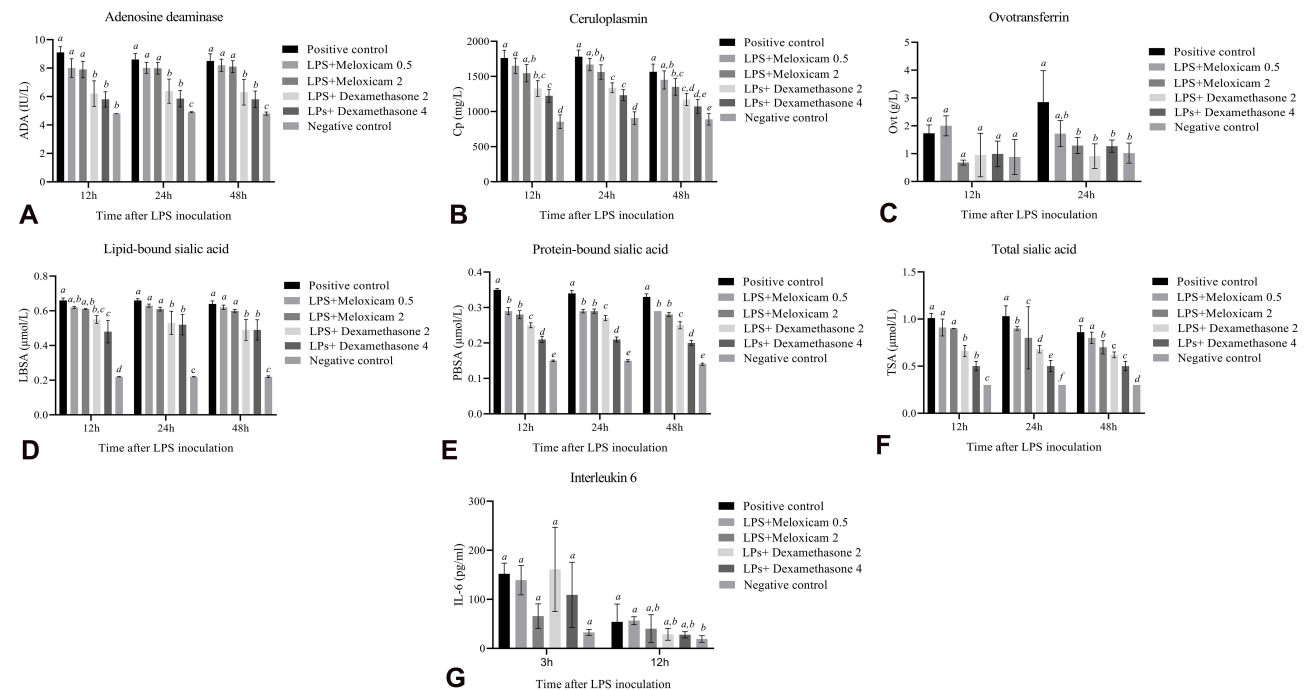 Adenosine deaminase
ADA (IU/L)
10
8
6
4
2
0
a a a b b b
a a a b b c
a a a b b c
12h 24h 48h
Time after LPS inoculation
Positive control
LPS+Meloxicam 0.5
LPS+Meloxicam 2
LPS+ Dexamethasone 2
LPs+ Dexamethasone 4
Negative control
A
Ceruloplasmin
Cp (mg/L)
2000
1500
1000
500
0
a a a,b b,c c d
a a,b b c c d
a a,b b,c c,d d,e e
12h 24h 48h
Time after LPS inoculation
Positive control
LPS+Meloxicam 0.5
LPS+Meloxicam 2
LPs+ Dexamethasone 2
LPs+ Dexamethasone 4
Negative control
B
Ovotransferrin
Ovt (g/L)
5
4
3
2
1
0
a a a a a a
a a,b b b b b
12h 24h
Time after LPS inoculation
Positive control
LPS+Meloxicam 0.5
LPS+Meloxicam 2
LPS+ Dexamethasone 2
LPs+ Dexamethasone 4
Negative control
C
Lipid-bound sialic acid
LBSA (µmol/L)
0.8
0.6
0.4
0.2
0.0
a a,b a,b b,c c d
a a a b b c
a a a b b c
12h 24h 48h
Time after LPS inoculation
Positive control
LPS+Meloxicam 0.5
LPS+Meloxicam 2
LPS+ Dexamethasone 2
LPs+ Dexamethasone 4
Negative control
D
Protein-bound sialic acid
PBSA (µmol/L)
0.4
0.3
0.2
0.1
0.0
a b b c d e
a b b c d e
a b b c d e
12h 24h 48h
Time after LPS inoculation
Positive control
LPS+Meloxicam 0.5
LPS+Meloxicam 2
LPS+ Dexamethasone 2
LPs+ Dexamethasone 4
Negative control
E
Total sialic acid
TSA (µmol/L)
1.5
1.0
0.5
0.0
a a a b b c
a b c d e f
a a b c c d
12h 24h 48h
Time after LPS inoculation
Positive control
LPS+Meloxicam 0.5
LPS+Meloxicam 2
LPS+ Dexamethasone 2
LPs+ Dexamethasone 4
Negative control
F
Interleukin 6
IL-6 (pg/ml)
300
200
100
0
a a a a a a
a a a,b a,b a,b b
3h 12h
Time after LPS inoculation
Positive control
LPS+Meloxicam 0.5
LPS+Meloxicam 2
LPs+ Dexamethasone 2
LPs+ Dexamethasone 4
Negative control
G